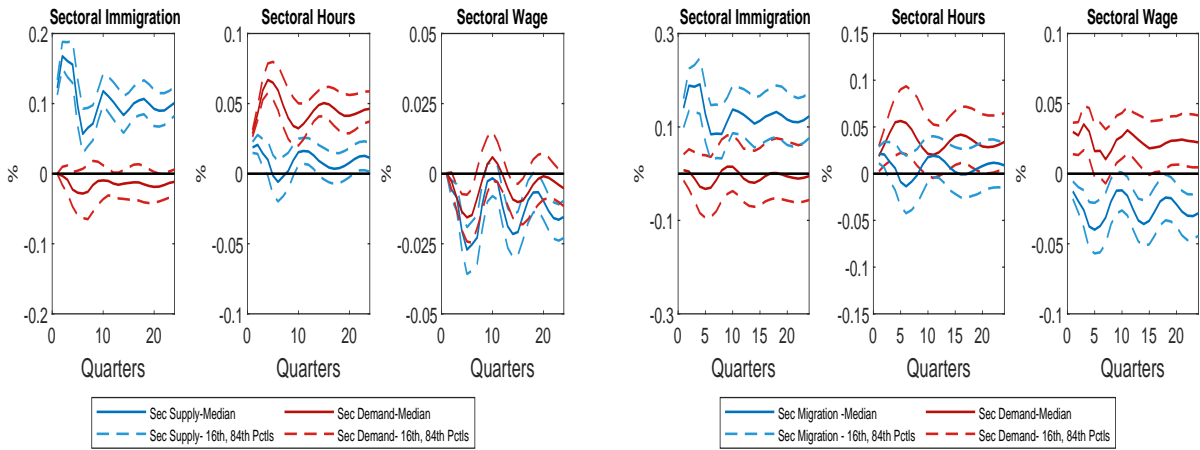 Sectoral Immigration
Sectoral Hours
Sectoral Wage
0.2
0.1
0
-0.1
-0.2
%
0 10 20
Quarters
0.1
0.05
0
-0.05
-0.1
%
0 10 20
Quarters
0.05
0.025
0
-0.025
-0.05
%
0 10 20
Quarters
Sec Supply-Median
Sec Demand-Median
Sec Supply- 16th, 84th Pctls
Sec Demand- 16th, 84th Pctls
Sectoral Immigration
Sectoral Hours
Sectoral Wage
0.3
0.1
0
-0.1
-0.3
%
0 5 10 15 20
Quarters
0.15
0.1
0.05
0
-0.05
-0.1
-0.15
%
0 5 10 15 20
Quarters
0.1
0.05
0
-0.05
-0.1
%
0 5 10 15 20
Quarters
Sec Migration -Median
Sec Demand-Median
Sec Migration - 16th, 84th Pctls
Sec Demand- 16th, 84th Pctls